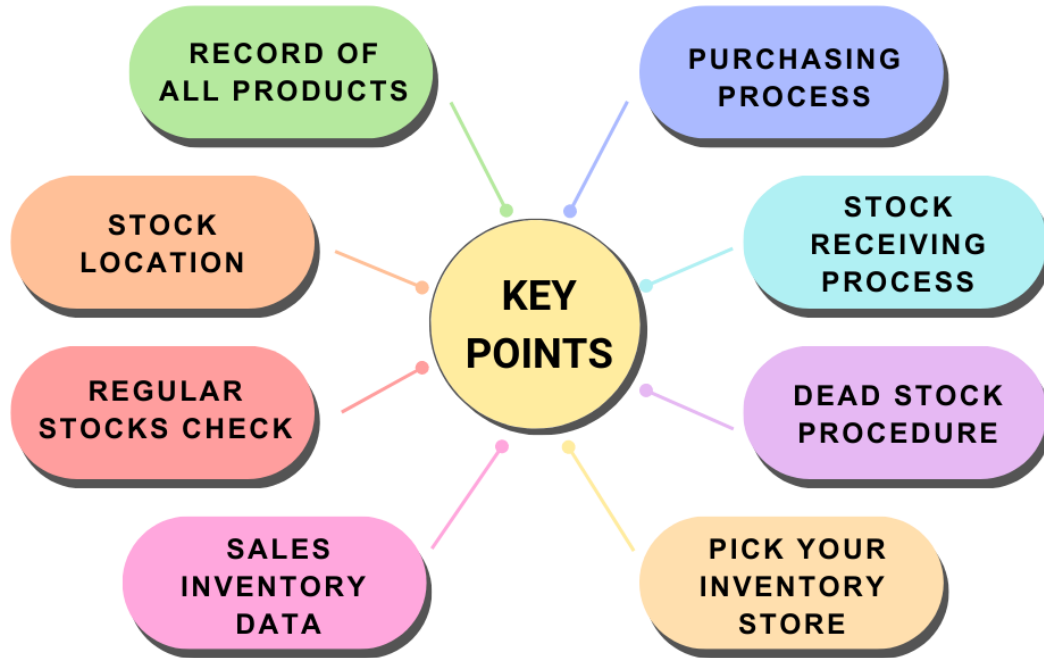 RECORD OF
ALL PRODUCTS
PURCHASING
PROCESS
STOCK
LOCATION
STOCK
RECEIVING
PROCESS
KEY
POINTS
REGULAR
STOCKS CHECK
DEAD STOCK
PROCEDURE
SALES
INVENTORY
DATA
PICK YOUR
INVENTORY
STORE